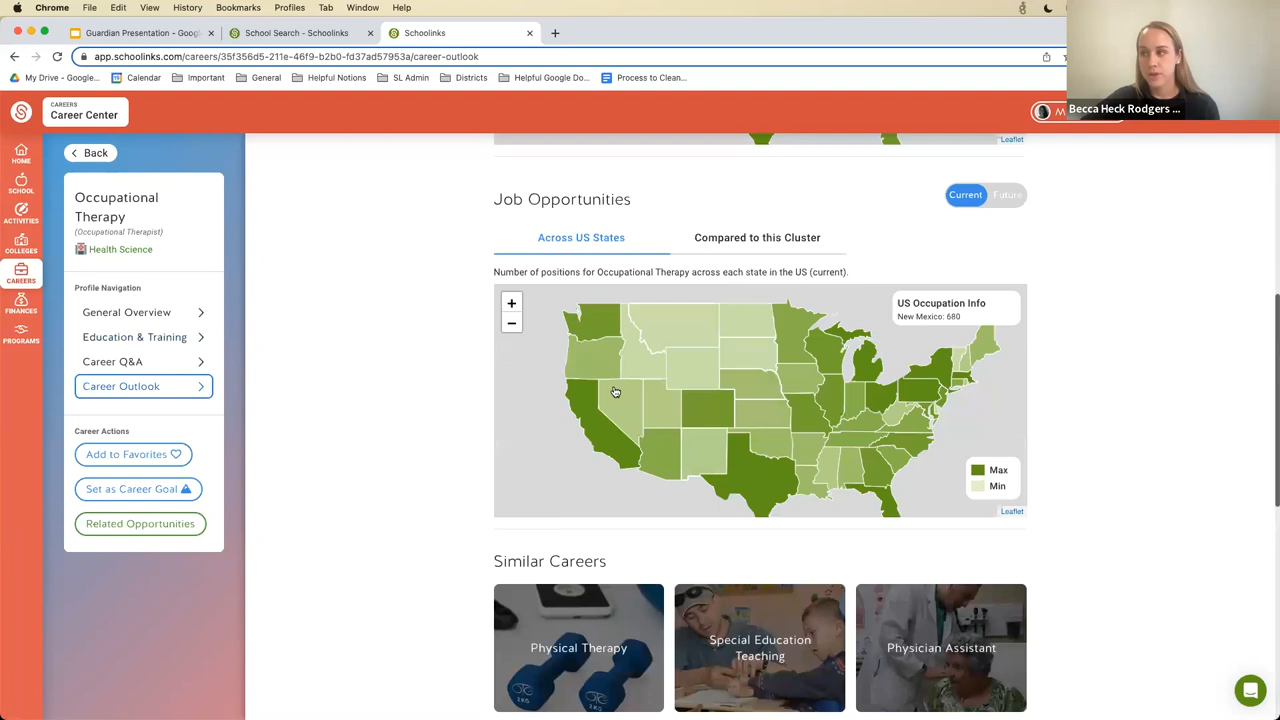 Chrome File Edit View History Bookmarks Profiles Tab Window Help
Guardian Presentation - Googl
School Search - Schoolinks
Schoolinks
app.schoolinks.com/careers/35f356d5-211e-46f9-b2b0-fd37ad57953a/career-outlook
My Drive - Google...
Calendar
Important
General
Helpful Notions
SL Admin
Districts
Helpful Google Do...
Process to Clean...
Becca Heck Rodgers ...
CAREERS
Career Center
M
HOME
SCHOOL
ACTIVITIES
COLLEGES
CAREERS
FINANCES
PROGRAMS
Back
Occupational
Therapy
(Occupational Therapist)
Health Science
Profile Navigation
General Overview
Education & Training
Career Q&A
Career Outlook
Career Actions
Add to Favorites
Set as Career Goal
Related Opportunities
Leaflet
Job Opportunities
Current Future
Across US States
Compared to this Cluster
Number of positions for Occupational Therapy across each state in the US (current).
+
−
US Occupation Info
New Mexico: 680
Max
Min
Leaflet
Similar Careers
Physical Therapy
Special Education
Teaching
Physician Assistant